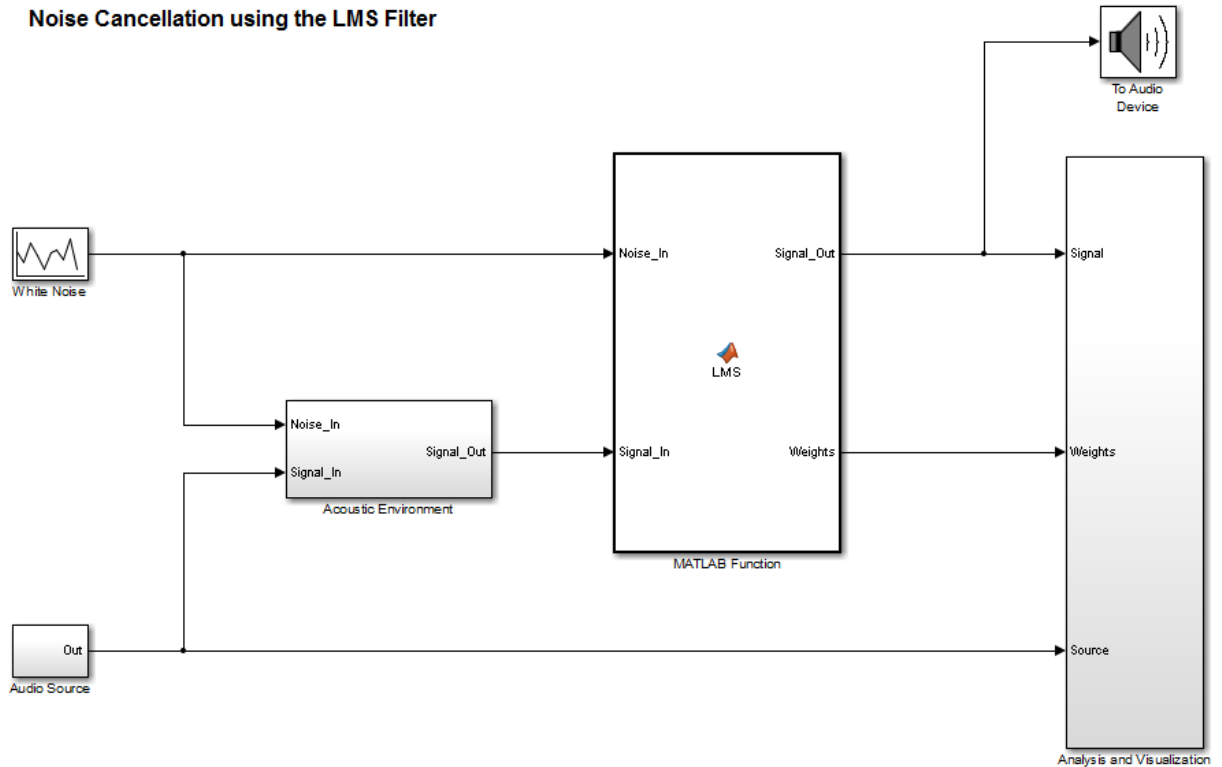 Noise Cancellation using the LMS Filter
To Audio
Device
White Noise
Noise_In
Signal_Out
LMS
Signal_In
Weights
MATLAB Function
Noise_In
Signal_In
Signal_Out
Acoustic Environment
Out
Audio Source
Signal
Weights
Source
Analysis and Visualization